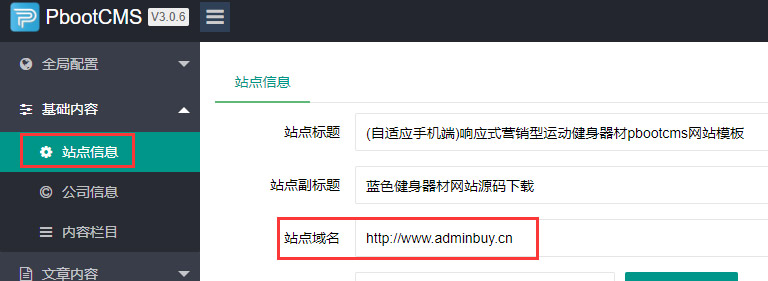 PbootCMS V3.0.6
全局配置
基础内容
站点信息
公司信息
内容栏目
文章内容
站点信息
站点标题 (自适应手机端)响应式营销型运动健身器材pbootcms网站模板
站点副标题 蓝色健身器材网站源码下载
站点域名 http://www.adminbuy.cn